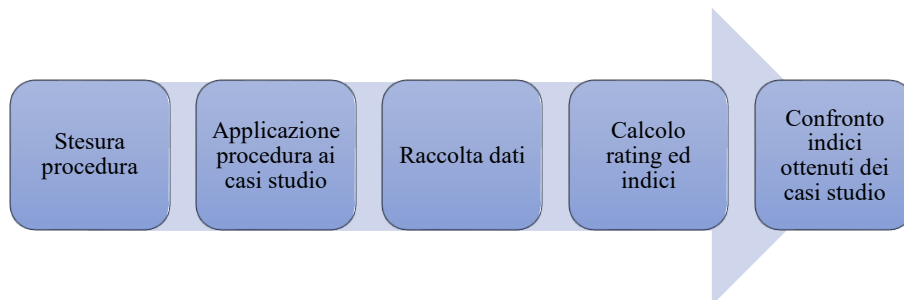 Stesura
procedura
Applicazione
procedura ai
casi studio
Raccolta dati
Calcolo
rating ed
indici
Confronto
indici
ottenuti dei
casi studio